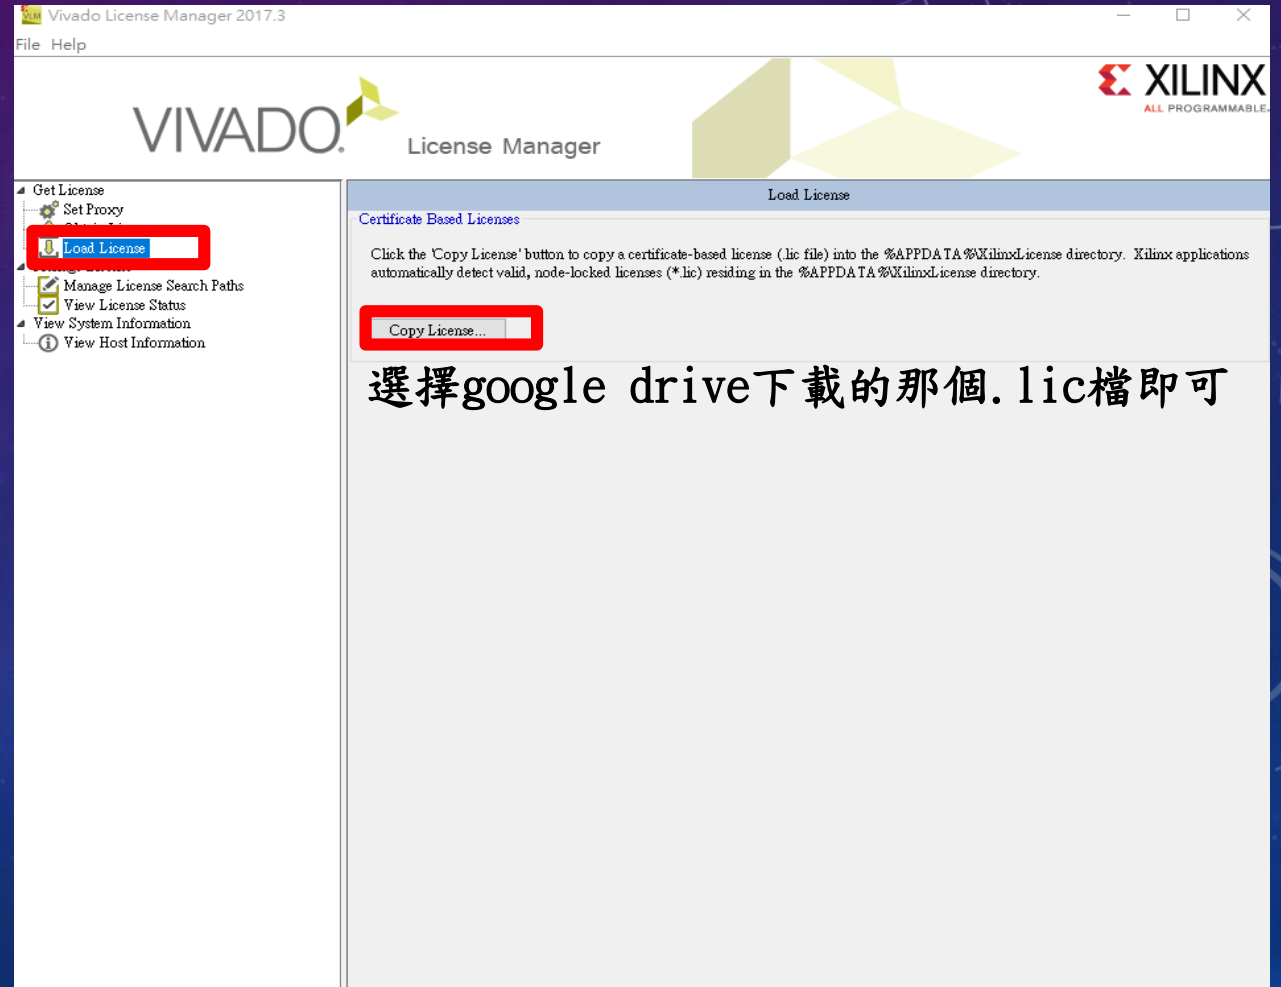 Vivado License Manager 2017.3
File Help
VIVADO.
License Manager
XILINX
ALL PROGRAMMABLE.
Get License
Set Proxy
Load License
Manage License Search Paths
View License Status
View System Information
View Host Information
Load License
Certificate Based Licenses
Click the 'Copy License' button to copy a certificate-based license (.lic file) into the %APPDATA%\XilinxLicense directory. Xilinx applications
automatically detect valid, node-locked licenses (*.lic) residing in the %APPDATA%\XilinxLicense directory.
Copy License...
選擇google drive下載的那個.lic檔即可